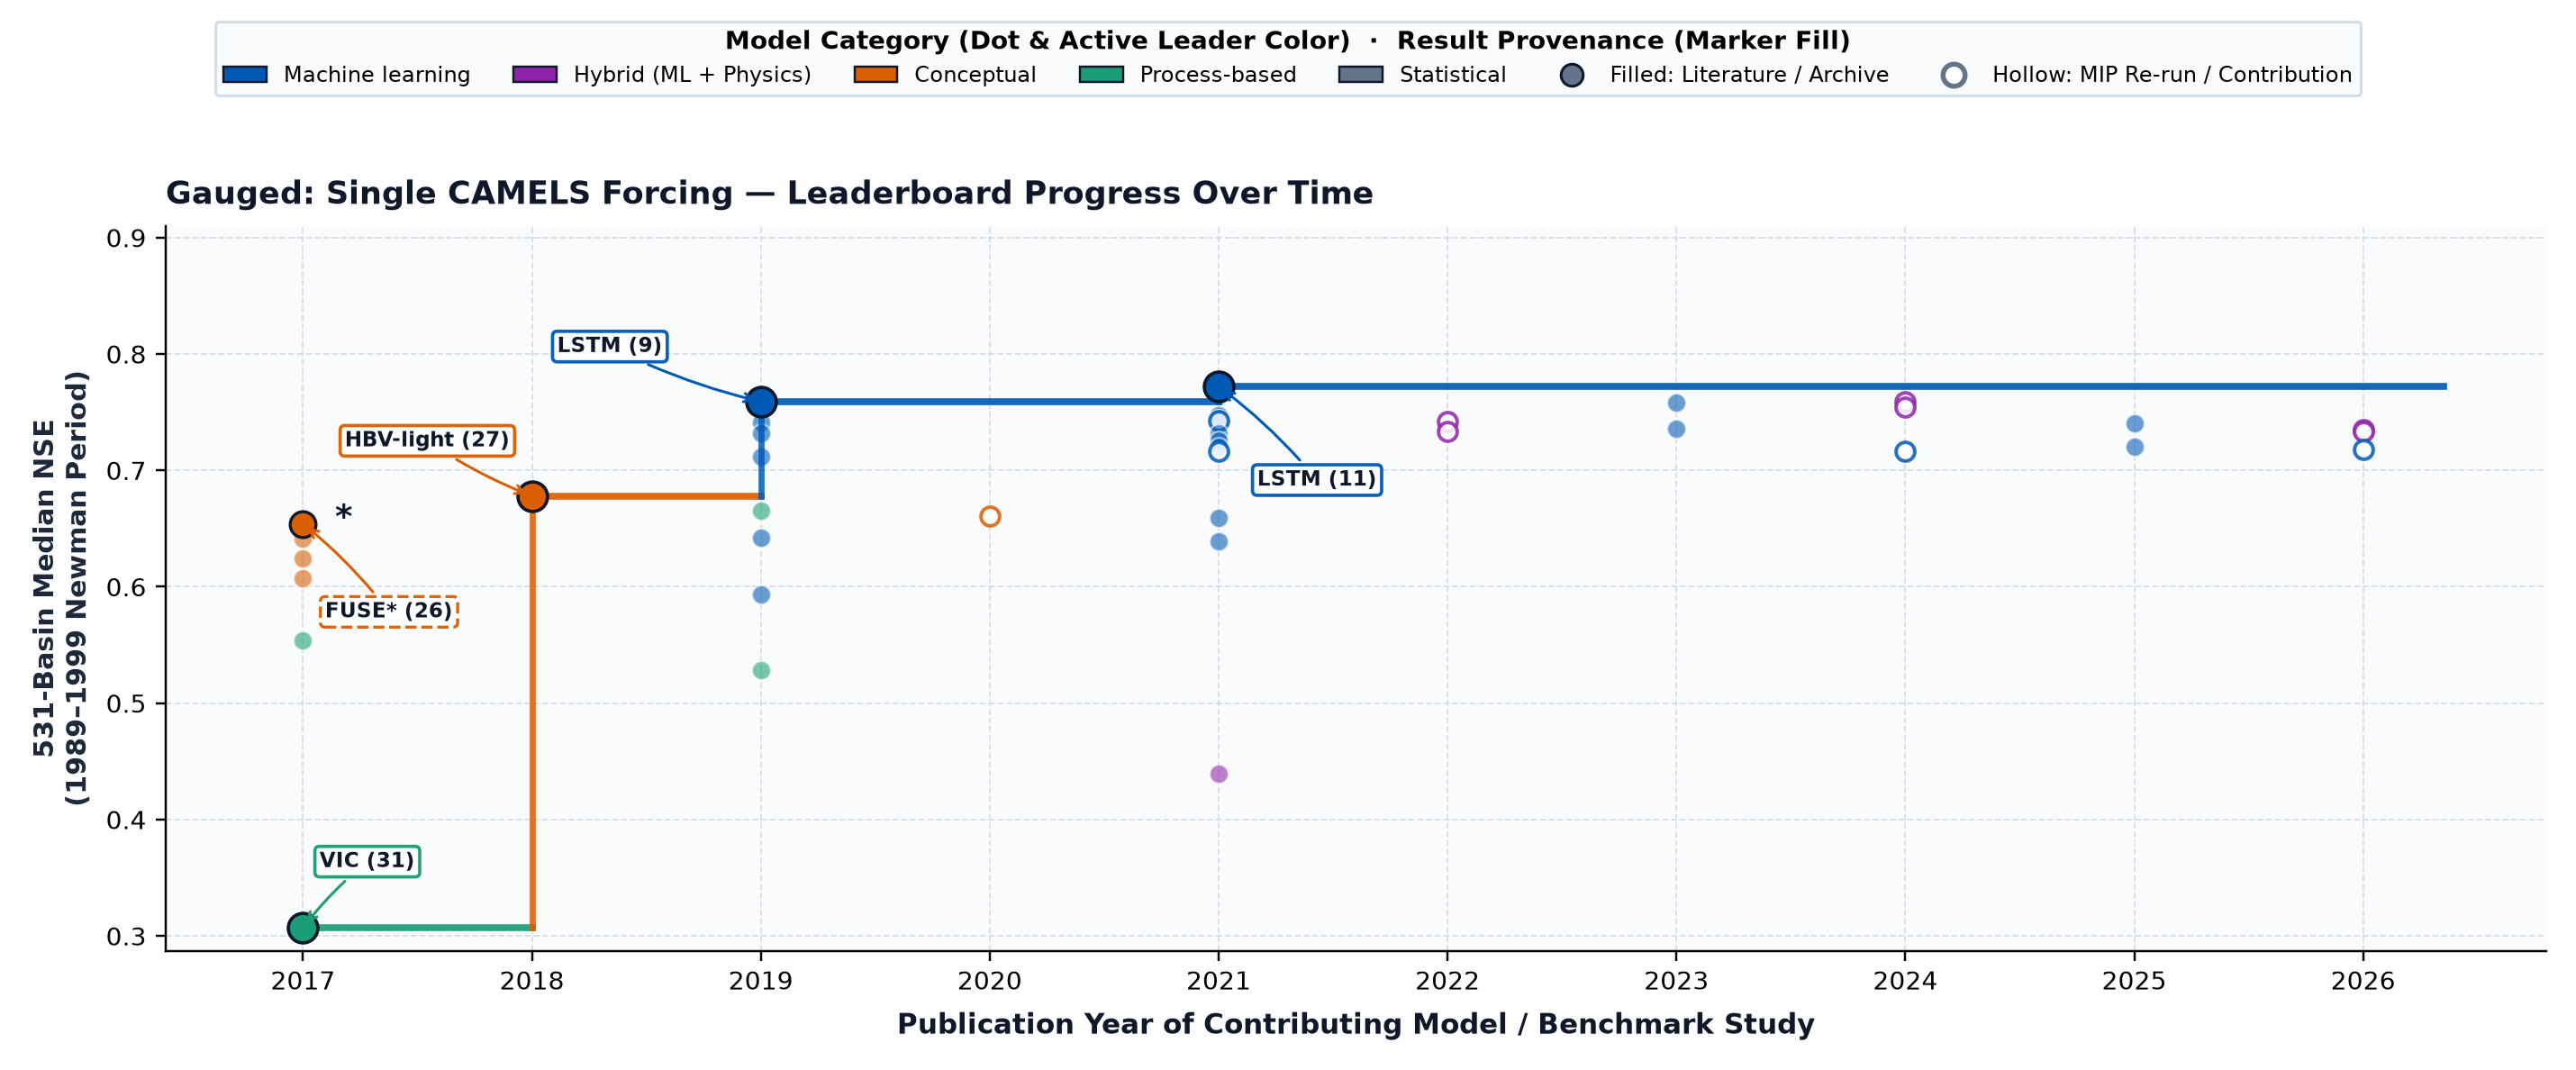 Model Category (Dot & Active Leader Color)  ·  Result Provenance (Marker Fill)
Machine learning
Hybrid (ML + Physics)
Conceptual
Process-based
Statistical
Filled: Literature / Archive
Hollow: MIP Re-run / Contribution
Gauged: Single CAMELS Forcing — Leaderboard Progress Over Time
531-Basin Median NSE
(1989–1999 Newman Period)
0.9
0.8
0.7
0.6
0.5
0.4
0.3
LSTM (9)
HBV-light (27)
LSTM (11)
*
FUSE* (26)
VIC (31)
2017
2018
2019
2020
2021
2022
2023
2024
2025
2026
Publication Year of Contributing Model / Benchmark Study